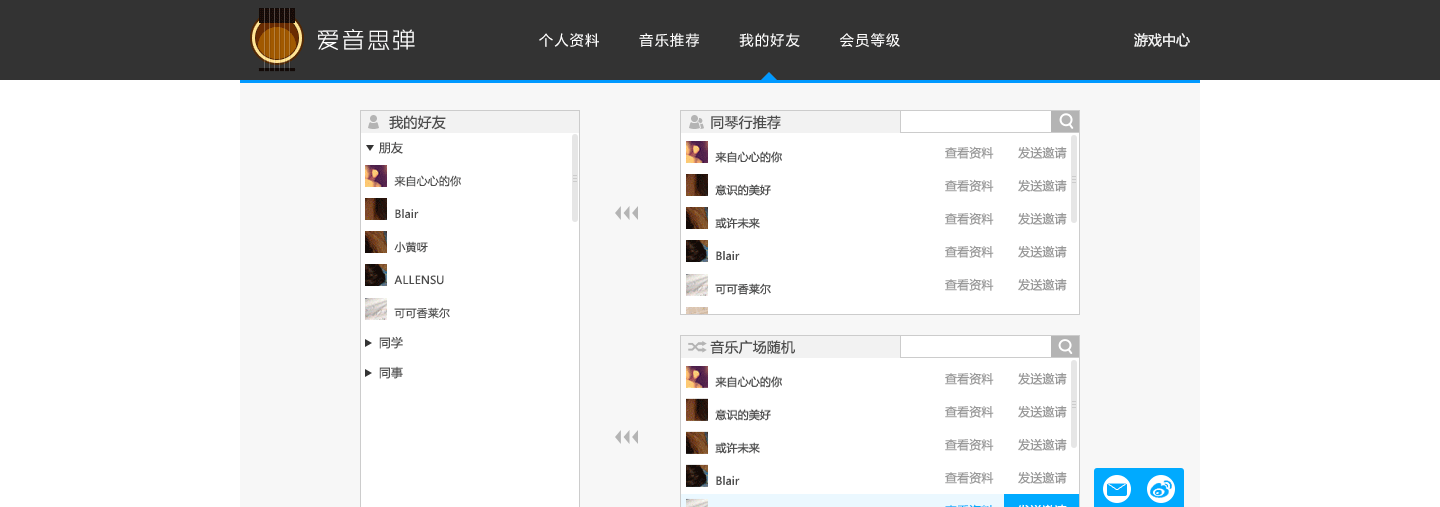 爱音思弹
个人资料 音乐推荐 我的好友 会员等级 游戏中心
我的好友
朋友
来自心心的你
Blair
小黄呀
ALLENSU
可可香莱尔
同学
同事
同琴行推荐
来自心心的你 查看资料 发送邀请
意识的美好 查看资料 发送邀请
或许未来 查看资料 发送邀请
Blair 查看资料 发送邀请
可可香莱尔 查看资料 发送邀请
音乐广场随机
来自心心的你 查看资料 发送邀请
意识的美好 查看资料 发送邀请
或许未来 查看资料 发送邀请
Blair 查看资料 发送邀请